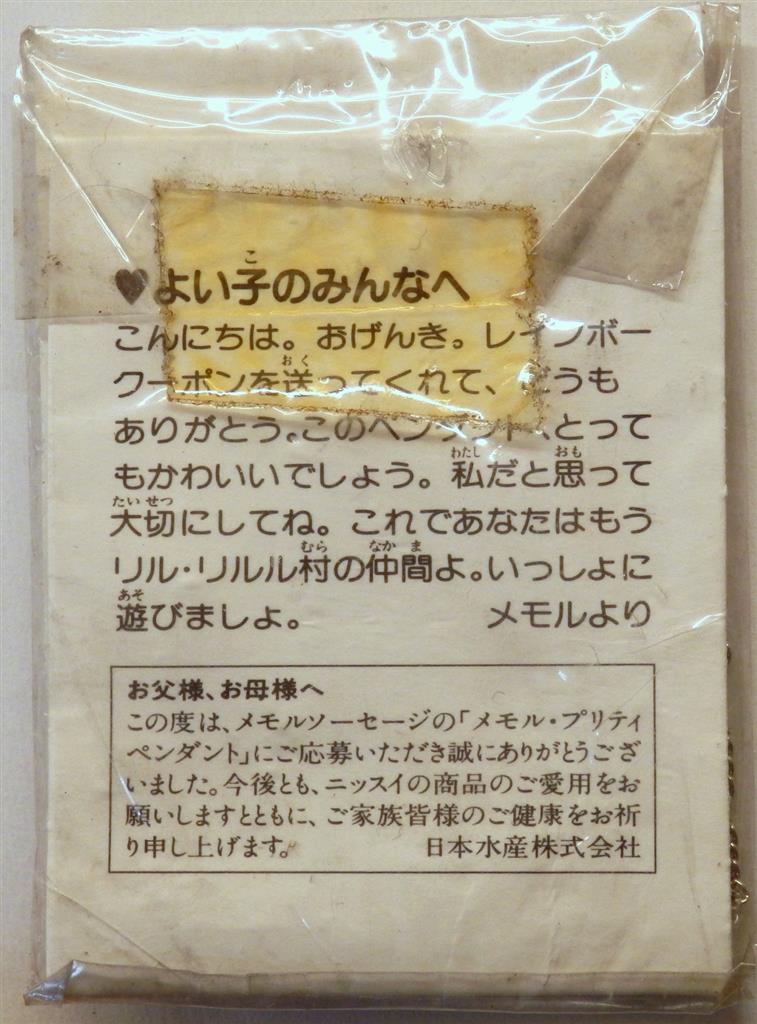 ♥よい子のみんなへ
こんにちは。おげんき。レインボー
クーポンを送ってくれて、どうも
ありがとう。このペンダント、とって
もかわいいでしょう。私だと思って
大切にしてね。これであなたはもう
リル・リルル村の仲間よ。いっしょに
遊びましよ。 メモルより
お父様、お母様へ
この度は、メモルソーセージの「メモル・プリティ
ペンダント」にご応募いただき誠にありがとうござ
いました。今後とも、ニッスイの商品のご愛用をお
願いしますとともに、ご家族皆様のご健康をお祈
り申し上げます。 日本水産株式会社